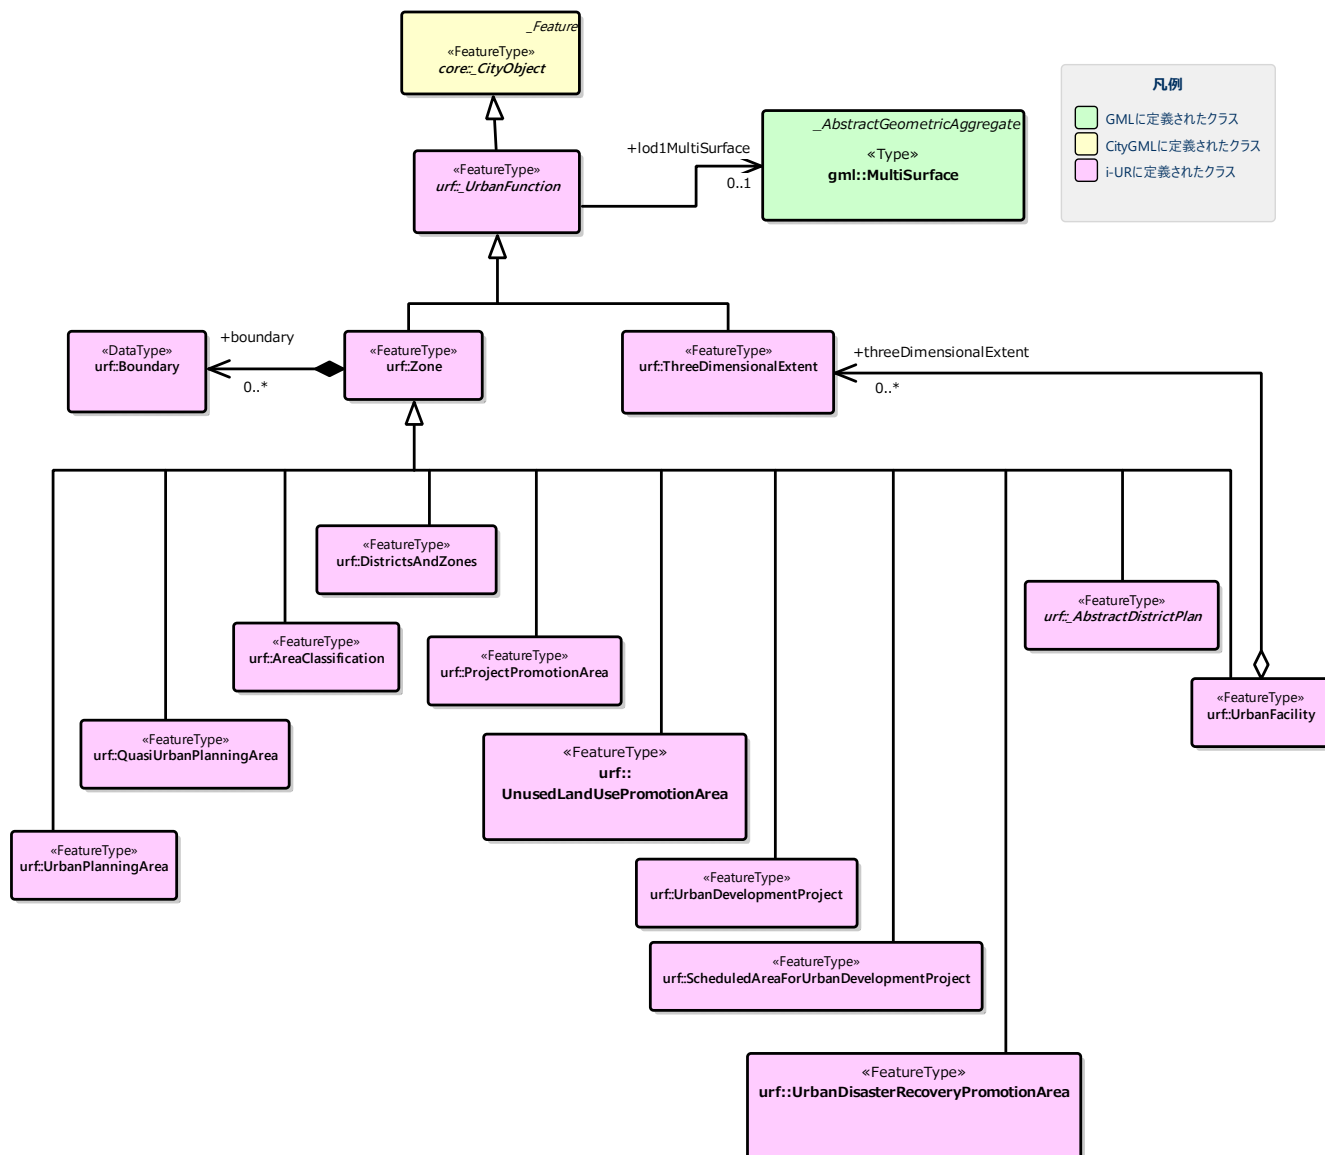 _Feature
«FeatureType»
core::_CityObject
凡例
GMLに定義されたクラス
CityGMLに定義されたクラス
i-URに定義されたクラス
_AbstractGeometricAggregate
«Type»
gml::MultiSurface
+lod1MultiSurface
0..1
«FeatureType»
urf::_UrbanFunction
«DataType»
urf::Boundary
+boundary
0..*
«FeatureType»
urf::Zone
«FeatureType»
urf::ThreeDimensionalExtent
+threeDimensionalExtent
0..*
«FeatureType»
urf::DistrictsAndZones
«FeatureType»
urf::_AbstractDistrictPlan
«FeatureType»
urf::AreaClassification
«FeatureType»
urf::ProjectPromotionArea
«FeatureType»
urf::UrbanFacility
«FeatureType»
urf::QuasiUrbanPlanningArea
«FeatureType»
urf::
UnusedLandUsePromotionArea
«FeatureType»
urf::UrbanPlanningArea
«FeatureType»
urf::UrbanDevelopmentProject
«FeatureType»
urf::ScheduledAreaForUrbanDevelopmentProject
«FeatureType»
urf::UrbanDisasterRecoveryPromotionArea